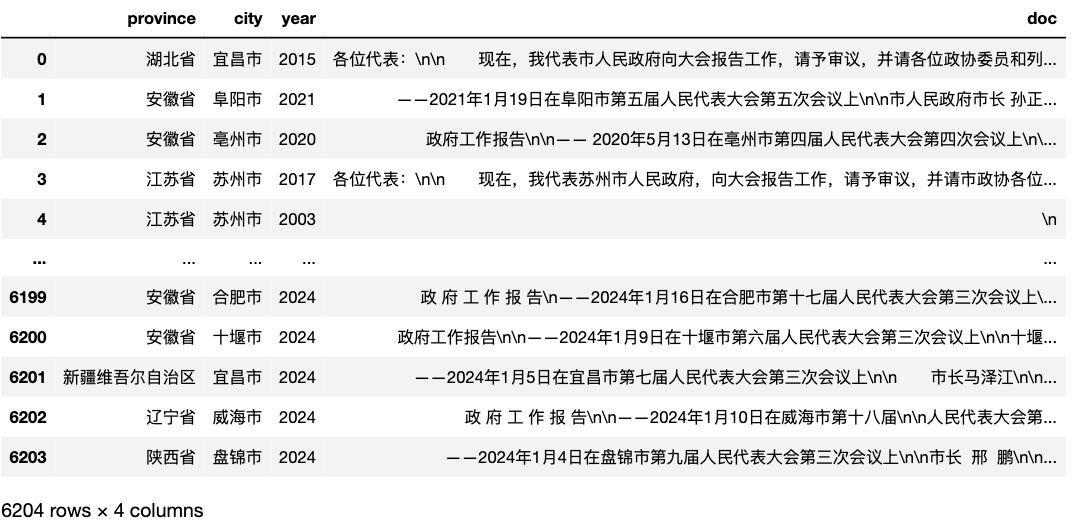 province city year doc
0 湖北省 宜昌市 2015 各位代表：\n\n　　现在，我代表市人民政府向大会报告工作，请予审议，并请各位政协委员和列...
1 安徽省 阜阳市 2021 ——2021年1月19日在阜阳市第五届人民代表大会第五次会议上\n\n市人民政府市长 孙正...
2 安徽省 亳州市 2020 政府工作报告\n\n—— 2020年5月13日在亳州市第四届人民代表大会第四次会议上\n\...
3 江苏省 苏州市 2017 各位代表：\n\n　　现在，我代表苏州市人民政府，向大会报告工作，请予审议，并请市政协各位...
4 江苏省 苏州市 2003 \n
... ... ... ... ...
6199 安徽省 合肥市 2024 政 府 工 作 报 告\n——2024年1月16日在合肥市第十七届人民代表大会第三次会议上\...
6200 安徽省 十堰市 2024 政府工作报告\n\n——2024年1月9日在十堰市第六届人民代表大会第三次会议上\n\n十堰...
6201 新疆维吾尔自治区 宜昌市 2024 ——2024年1月5日在宜昌市第七届人民代表大会第三次会议上\n\n　　市长马泽江\n\n...
6202 辽宁省 威海市 2024 政 府 工 作 报 告\n\n——2024年1月10日在威海市第十八届\n\n人民代表大会第...
6203 陕西省 盘锦市 2024 ——2024年1月4日在盘锦市第九届人民代表大会第三次会议上\n\n市长 邢 鹏\n\n...
6204 rows × 4 columns